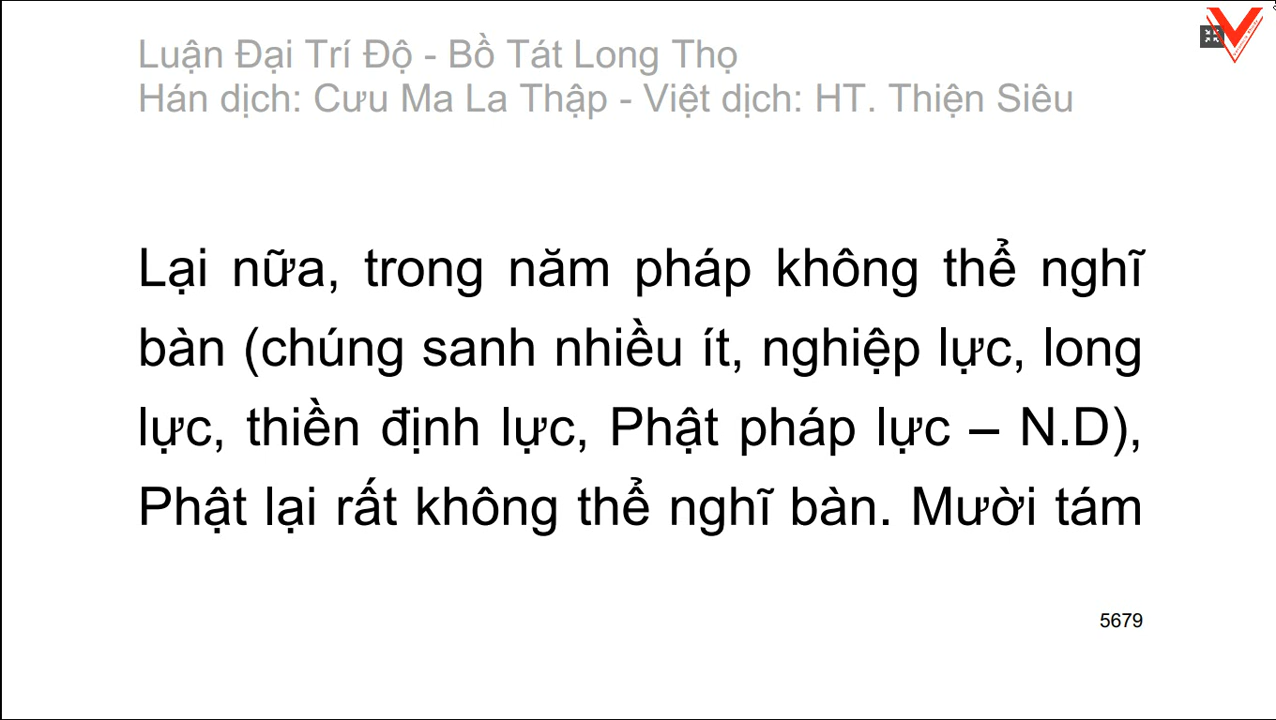 Luận Đại Trí Độ - Bồ Tát Long Thọ
Hán dịch: Cưu Ma La Thập - Việt dịch: HT. Thiện Siêu
Lại nữa, trong năm pháp không thể nghĩ
bàn (chúng sanh nhiều ít, nghiệp lực, long
lực, thiền định lực, Phật pháp lực – N.D),
Phật lại rất không thể nghĩ bàn. Mười tám
5679